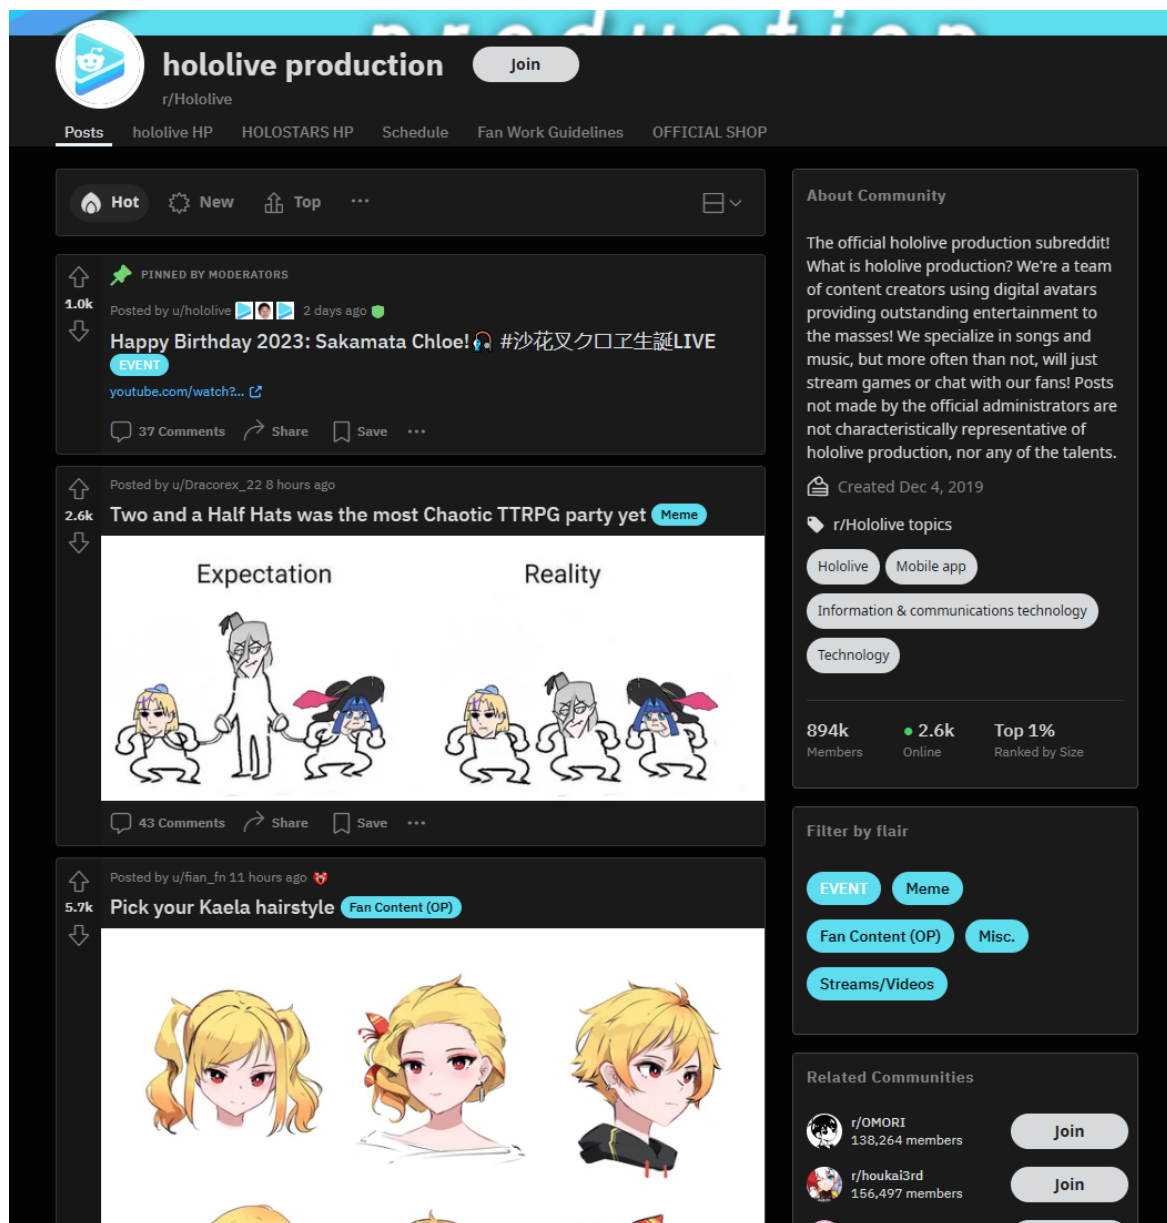 production
hololive production
Join
r/Hololive
Posts
hololive HP
HOLOSTARS HP
Schedule
Fan Work Guidelines
OFFICIAL SHOP
Hot
New
Top
PINNED BY MODERATORS
1.0k
Posted by u/hololive 2 days ago
Happy Birthday 2023: Sakamata Chloe! #沙花叉クロヱ生誕LIVE
EVENT
youtube.com/watch?...
37 Comments Share Save
Posted by u/Dracorex_22 8 hours ago
2.6k
Two and a Half Hats was the most Chaotic TTRPG party yet Meme
Expectation
Reality
43 Comments Share Save
Posted by u/fian_fn 11 hours ago
5.7k
Pick your Kaela hairstyle Fan Content (OP)
About Community
The official hololive production subreddit!
What is hololive production? We're a team
of content creators using digital avatars
providing outstanding entertainment to
the masses! We specialize in songs and
music, but more often than not, will just
stream games or chat with our fans! Posts
not made by the official administrators are
not characteristically representative of
hololive production, nor any of the talents.
Created Dec 4, 2019
r/Hololive topics
Hololive
Mobile app
Information & communications technology
Technology
894k
Members
2.6k
Online
Top 1%
Ranked by Size
Filter by flair
EVENT
Meme
Fan Content (OP)
Misc.
Streams/Videos
Related Communities
r/OMORI
138,264 members
Join
r/houkai3rd
156,497 members
Join